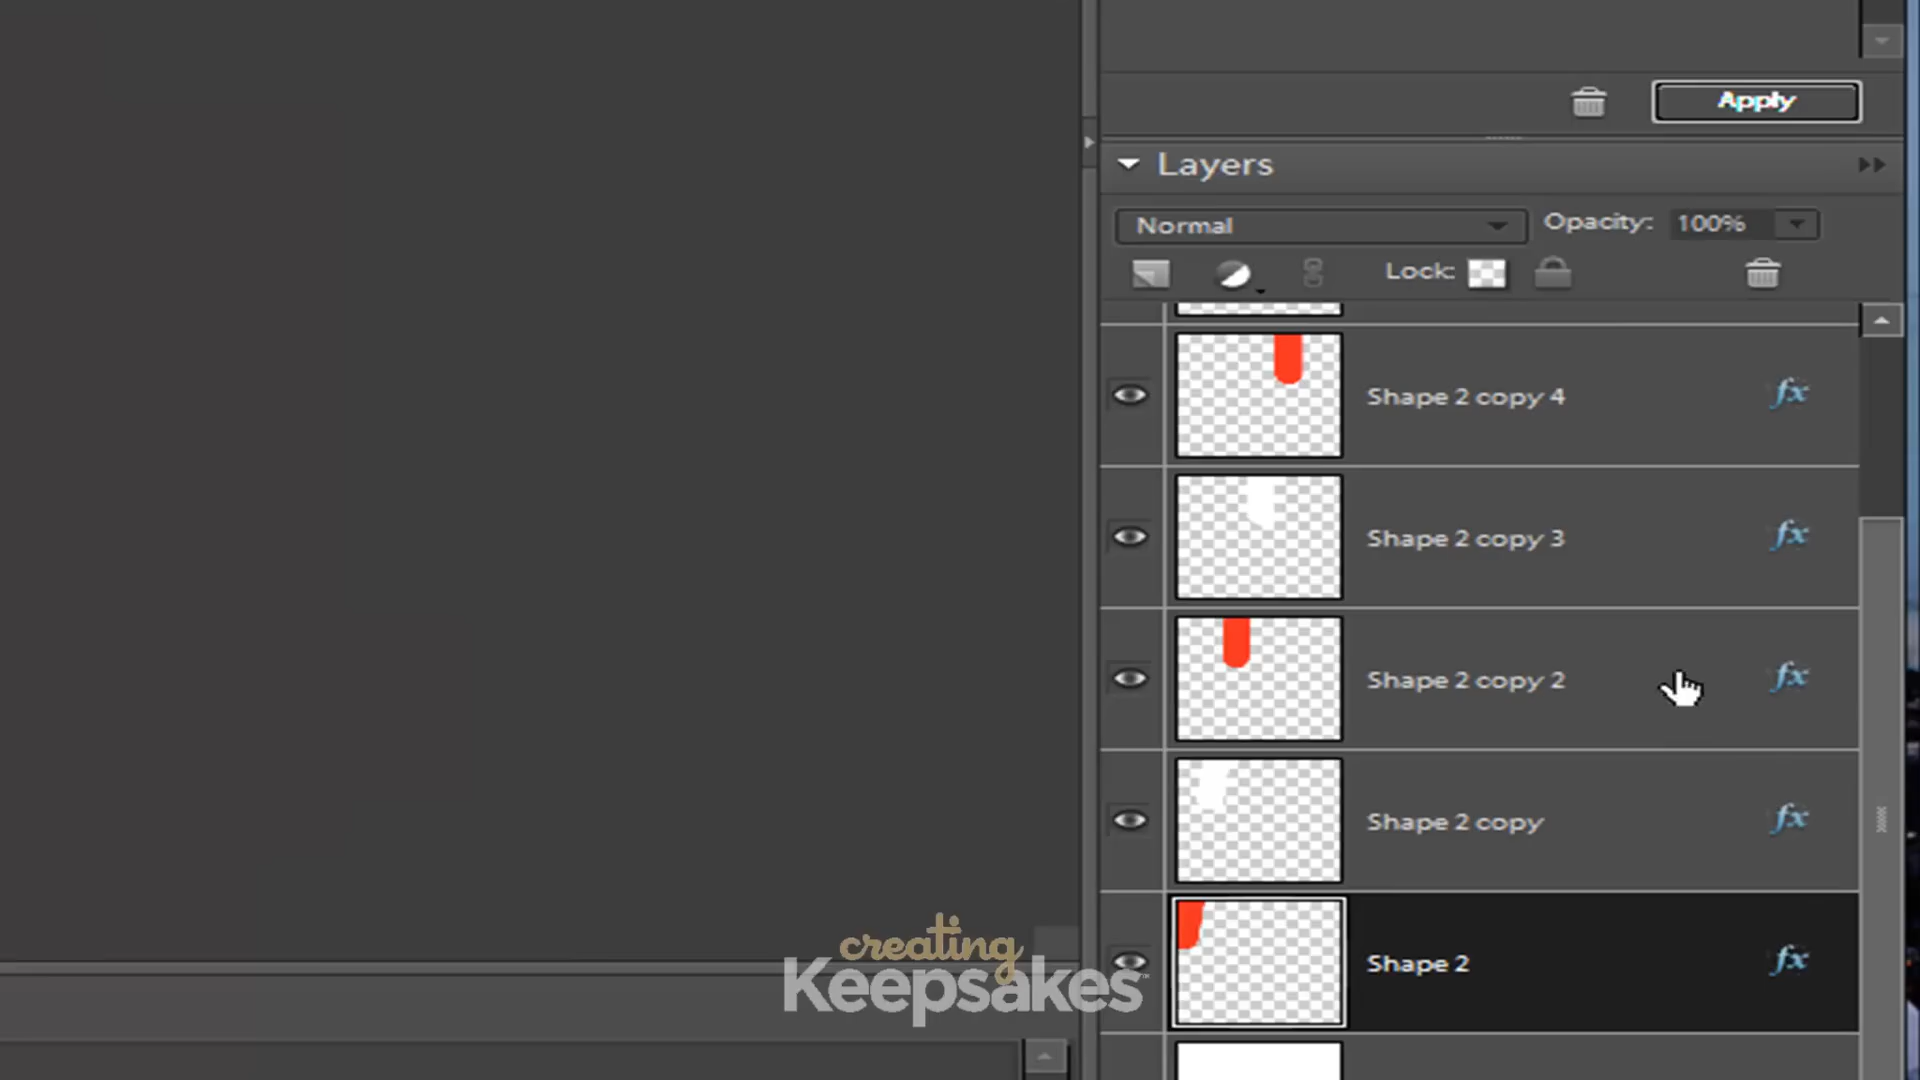 Apply
Layers
Normal
Opacity: 100%
Lock:
Shape 2 copy 4
fx
Shape 2 copy 3
fx
Shape 2 copy 2
fx
Shape 2 copy
fx
Shape 2
fx
creating
Keepsakes